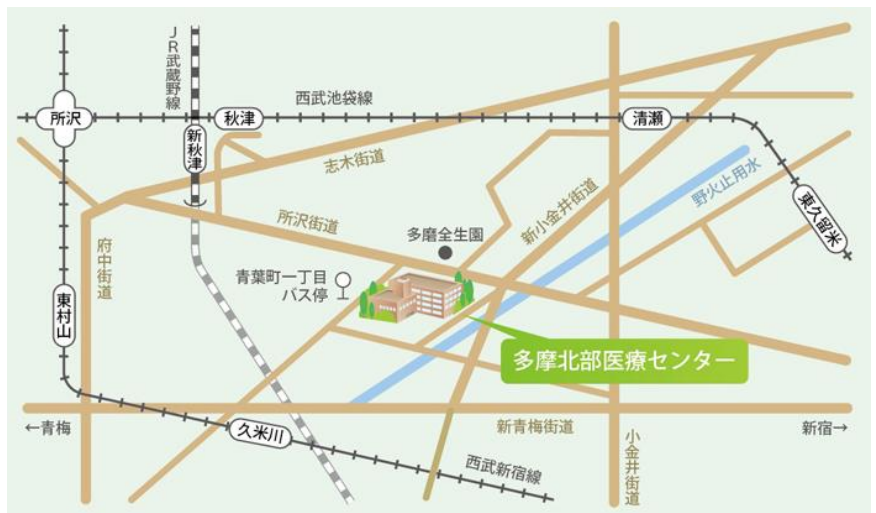 JR武蔵野線
西武池袋線
所沢
秋津
清瀬
新秋津
志木街道
所沢街道
新小金井街道
野火止用水
東久留米
多磨全生園
府中街道
青葉町一丁目
バス停
東村山
多摩北部医療センター
←青梅
久米川
新青梅街道
新宿→
小金井街道
西武新宿線